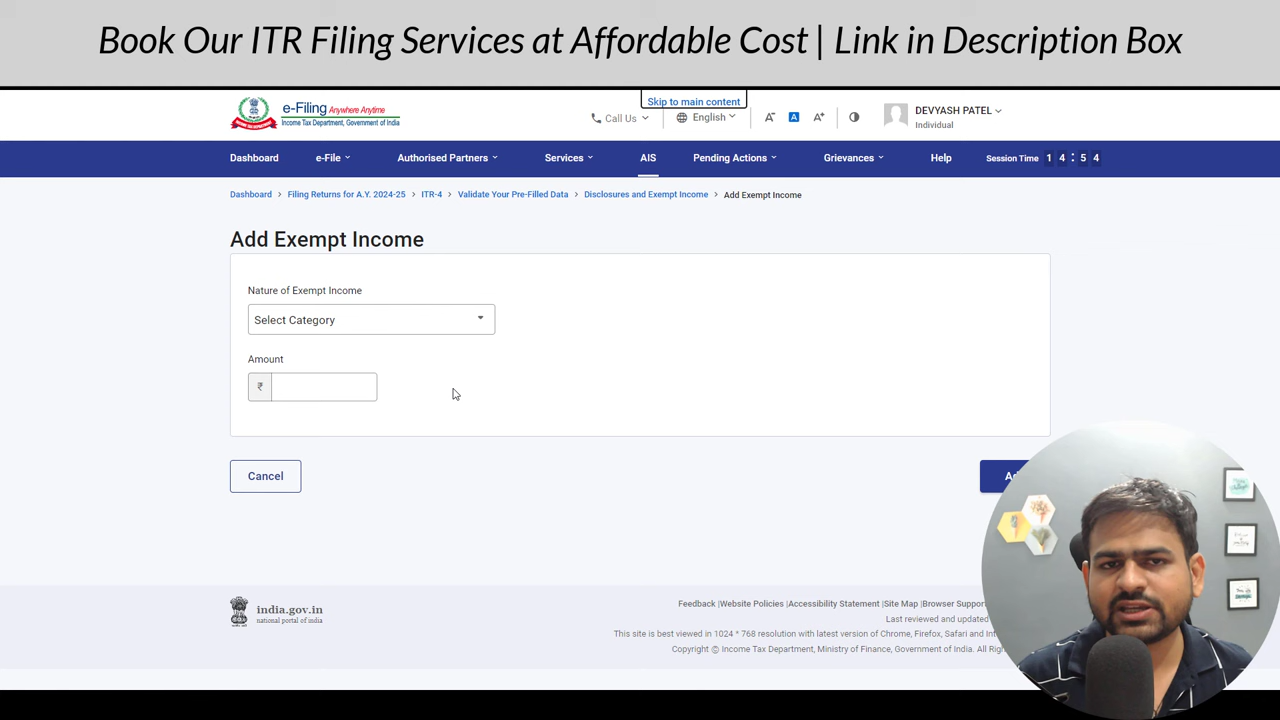 Book Our ITR Filing Services at Affordable Cost | Link in Description Box
Skip to main content
e-Filing Anywhere Anytime
Income Tax Department, Government of India
Call Us
English
A-
A
A+
DEVYASH PATEL
Individual
Dashboard e-File Authorised Partners Services AIS Pending Actions Grievances Help Session Time 1 4 : 5 4
Dashboard > Filing Returns for A.Y. 2024-25 > ITR-4 > Validate Your Pre-Filled Data > Disclosures and Exempt Income > Add Exempt Income
Add Exempt Income
Nature of Exempt Income
Select Category
Amount
₹
Cancel
india.gov.in
national portal of india
Feedback |Website Policies |Accessibility Statement |Site Map |Browser
Last reviewed and updated
This site is best viewed in 1024 * 768 resolution with latest version of Chrome, Firefox, Safari and
Copyright © Income Tax Department, Ministry of Finance, Government of India. All